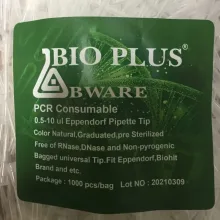 BIO PLUS®
LABWARE
PCR Consumable
0.5-10 ul Eppendorf Pipette Tip
Color Natural,Graduated,pre Sterilized
Free of RNase,DNase and Non-pyrogenic
Bagged universal Tip.Fit Eppendorf,Biohit
Brand and etc.
Package : 1000 pcs/bag Lot NO : 20210309